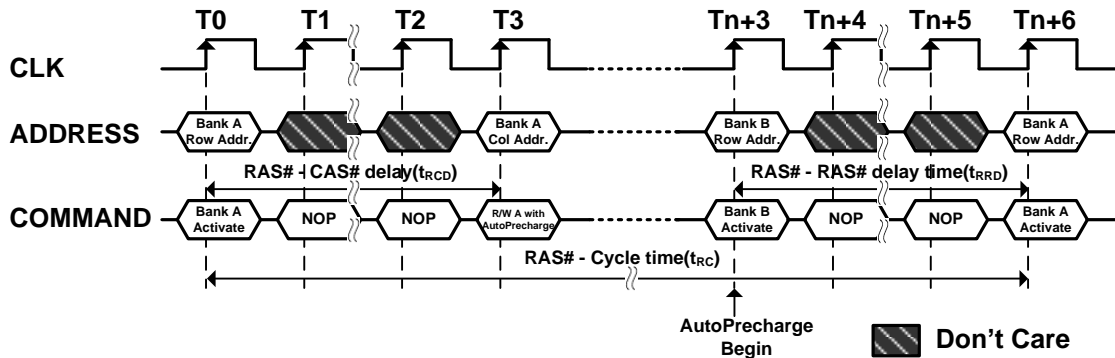 T0 T1 T2 T3 Tn+3 Tn+4 Tn+5 Tn+6
CLK
ADDRESS
Bank A
Row Addr.
Bank A
Col Addr.
Bank B
Row Addr.
Bank A
Row Addr.
RAS# - CAS# delay(tRCD)
RAS# - RAS# delay time(tRRD)
COMMAND
Bank A
Activate
NOP
NOP
R/W A with
AutoPrecharge
Bank B
Activate
NOP
NOP
Bank A
Activate
RAS# - Cycle time(tRC)
AutoPrecharge
Begin
Don't Care